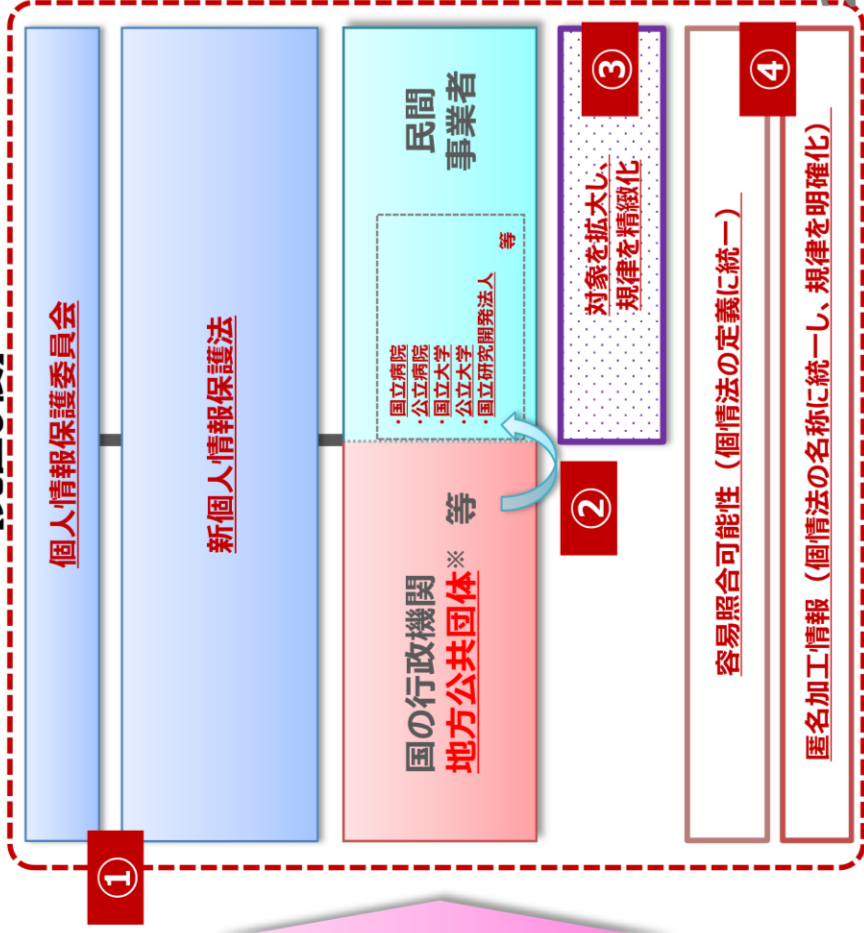 ①
個人情報保護委員会
新個人情報保護法
国の行政機関
地方公共団体※ 等
民間
事業者
・国立病院
・公立病院
・国立大学
・公立大学
・国立研究開発法人
等
②
③
対象を拡大し、
規律を精緻化
④
容易照合可能性（個情法の定義に統一）
匿名加工情報（個情法の名称に統一し、規律を明確化）